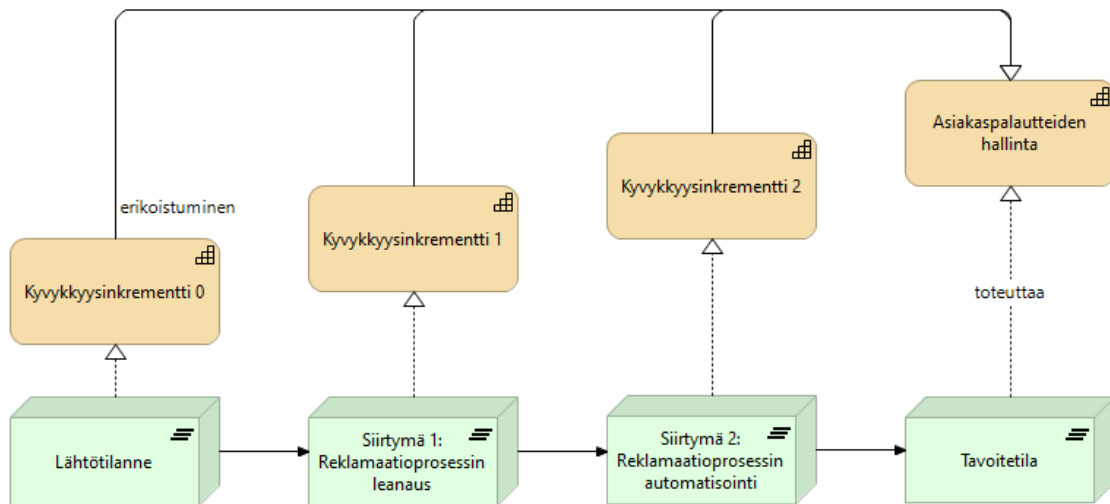 Asiakaspalautteiden
hallinta
Kyvykkyysinkrementti 2
erikoistuminen
Kyvykkyysinkrementti 1
Kyvykkyysinkrementti 0
toteuttaa
Lähtötilanne
Siirtymä 1:
Reklamaatioprosessin
leanaus
Siirtymä 2:
Reklamaatioprosessin
automatisointi
Tavoitetila